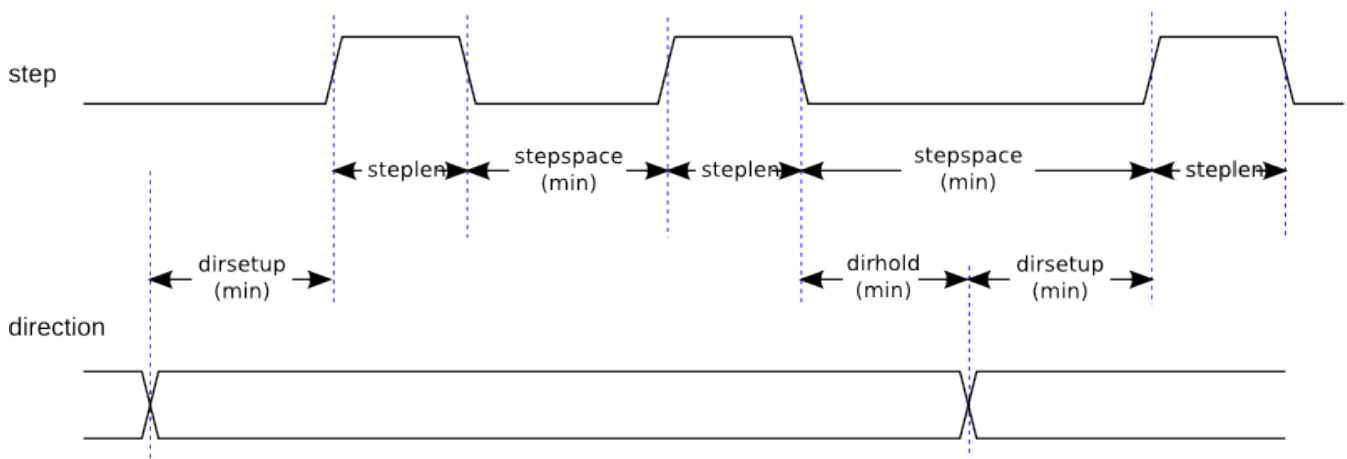 step
steplen
stepspace
(min)
steplen
stepspace
(min)
steplen
dirsetup
(min)
dirhold
(min)
dirsetup
(min)
direction